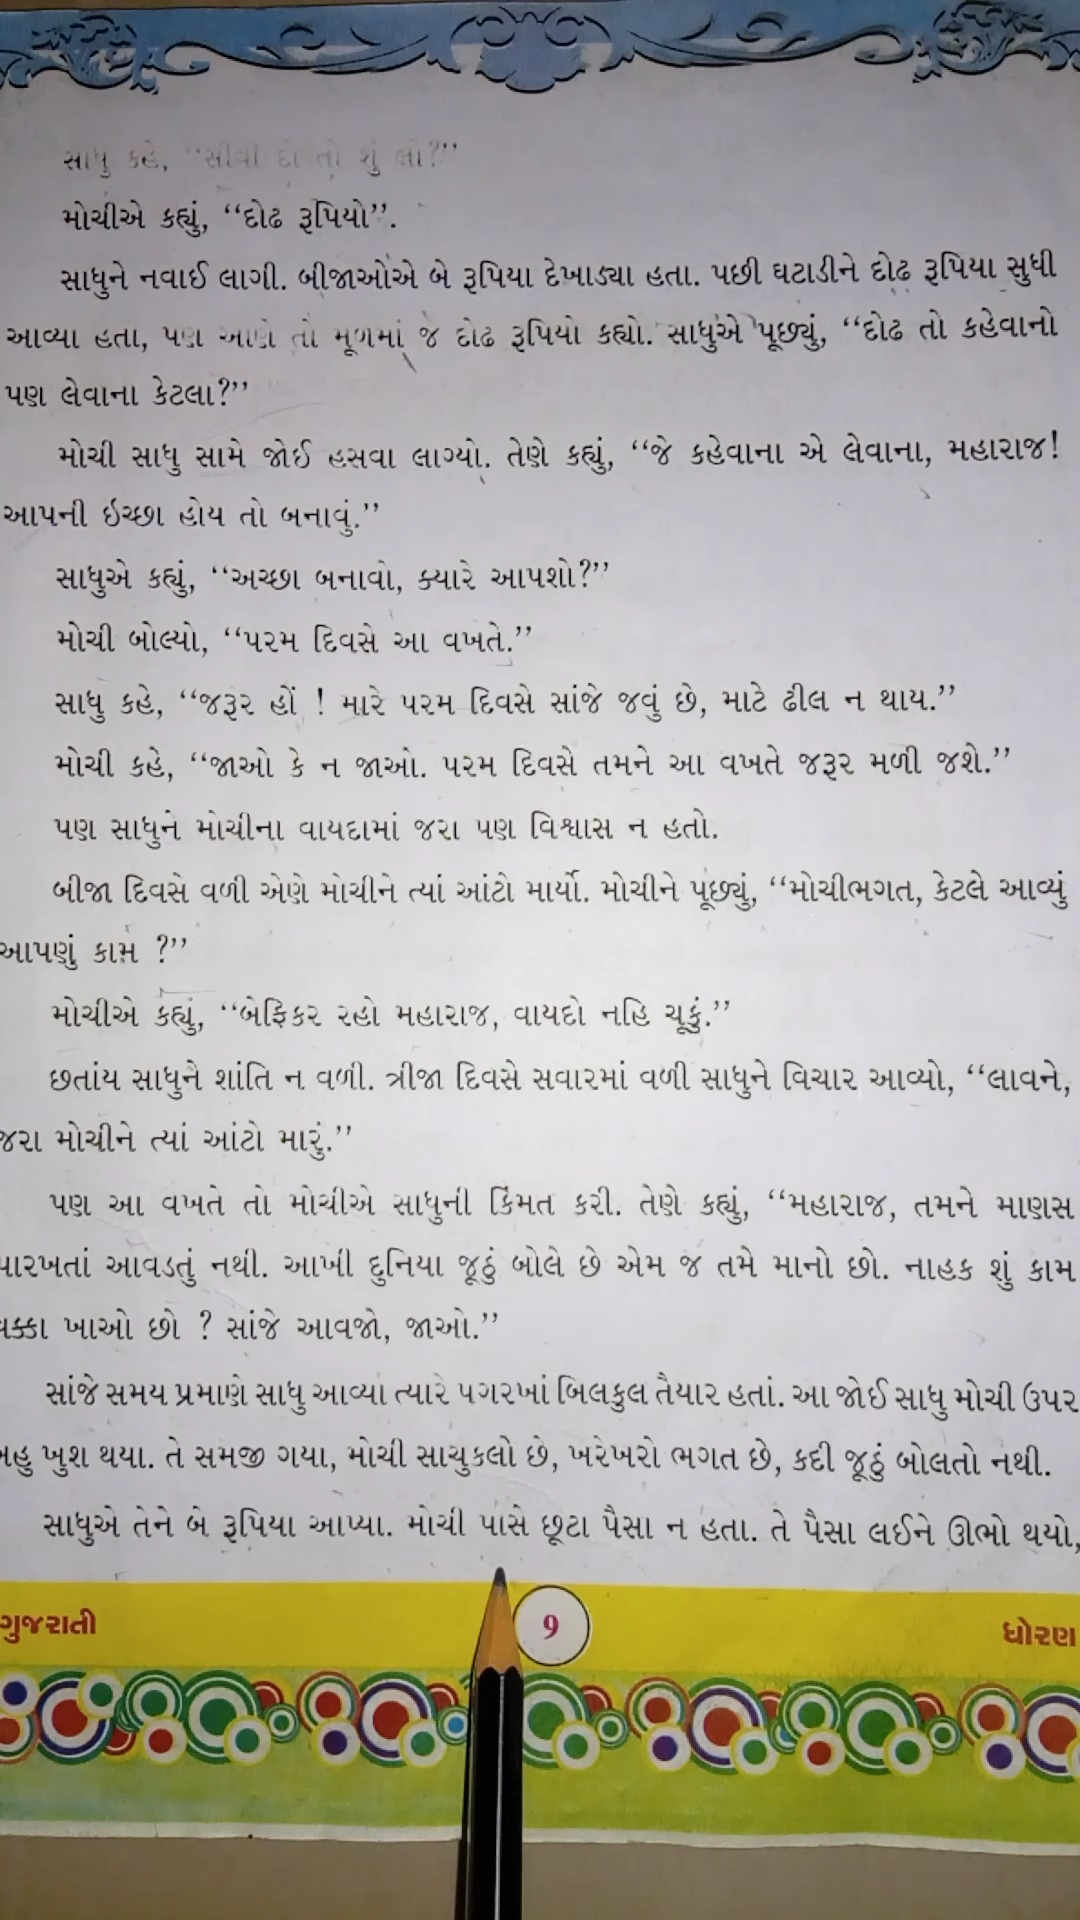 સાધુ કહે, “સીવી દો તો શું લો?”
મોચીએ કહ્યું, “દોઢ રૂપિયો”.
સાધુને નવાઈ લાગી. બીજાઓએ બે રૂપિયા દેખાડ્યા હતા. પછી ઘટાડીને દોઢ રૂપિયા સુધી
આવ્યા હતા, પણ આણે તો મૂળમાં જ દોઢ રૂપિયો કહ્યો. સાધુએ પૂછ્યું, “દોઢ તો કહેવાનો
પણ લેવાના કેટલા?”
મોચી સાધુ સામે જોઈ હસવા લાગ્યો. તેણે કહ્યું, “જે કહેવાના એ લેવાના, મહારાજ!
આપની ઇચ્છા હોય તો બનાવું.”
સાધુએ કહ્યું, “અચ્છા બનાવો, ક્યારે આપશો?”
મોચી બોલ્યો, “પરમ દિવસે આ વખતે.”
સાધુ કહે, “જરૂર હોં ! મારે પરમ દિવસે સાંજે જવું છે, માટે ઢીલ ન થાય.”
મોચી કહે, “જાઓ કે ન જાઓ. પરમ દિવસે તમને આ વખતે જરૂર મળી જશે.”
પણ સાધુને મોચીના વાયદામાં જરા પણ વિશ્વાસ ન હતો.
બીજા દિવસે વળી એણે મોચીને ત્યાં આંટો માર્યો. મોચીને પૂછ્યું, “મોચીભગત, કેટલે આવ્યું
આપણું કામ ?”
મોચીએ કહ્યું, “બેફિકર રહો મહારાજ, વાયદો નહિ ચૂકું.”
છતાંય સાધુને શાંતિ ન વળી. ત્રીજા દિવસે સવારમાં વળી સાધુને વિચાર આવ્યો, “લાવને,
જરા મોચીને ત્યાં આંટો મારું.”
પણ આ વખતે તો મોચીએ સાધુની કિંમત કરી. તેણે કહ્યું, “મહારાજ, તમને માણસ
પારખતાં આવડતું નથી. આખી દુનિયા જૂઠું બોલે છે એમ જ તમે માનો છો. નાહક શું કામ
ધક્કા ખાઓ છો ? સાંજે આવજો, જાઓ.”
સાંજે સમય પ્રમાણે સાધુ આવ્યા ત્યારે પગરખાં બિલકુલ તૈયાર હતાં. આ જોઈ સાધુ મોચી ઉપર
બહુ ખુશ થયા. તે સમજી ગયા, મોચી સાચુકલો છે, ખરેખરો ભગત છે, કદી જૂઠું બોલતો નથી.
સાધુએ તેને બે રૂપિયા આપ્યા. મોચી પાસે છૂટા પૈસા ન હતા. તે પૈસા લઈને ઊભો થયો,
ગુજરાતી
9
ધોરણ